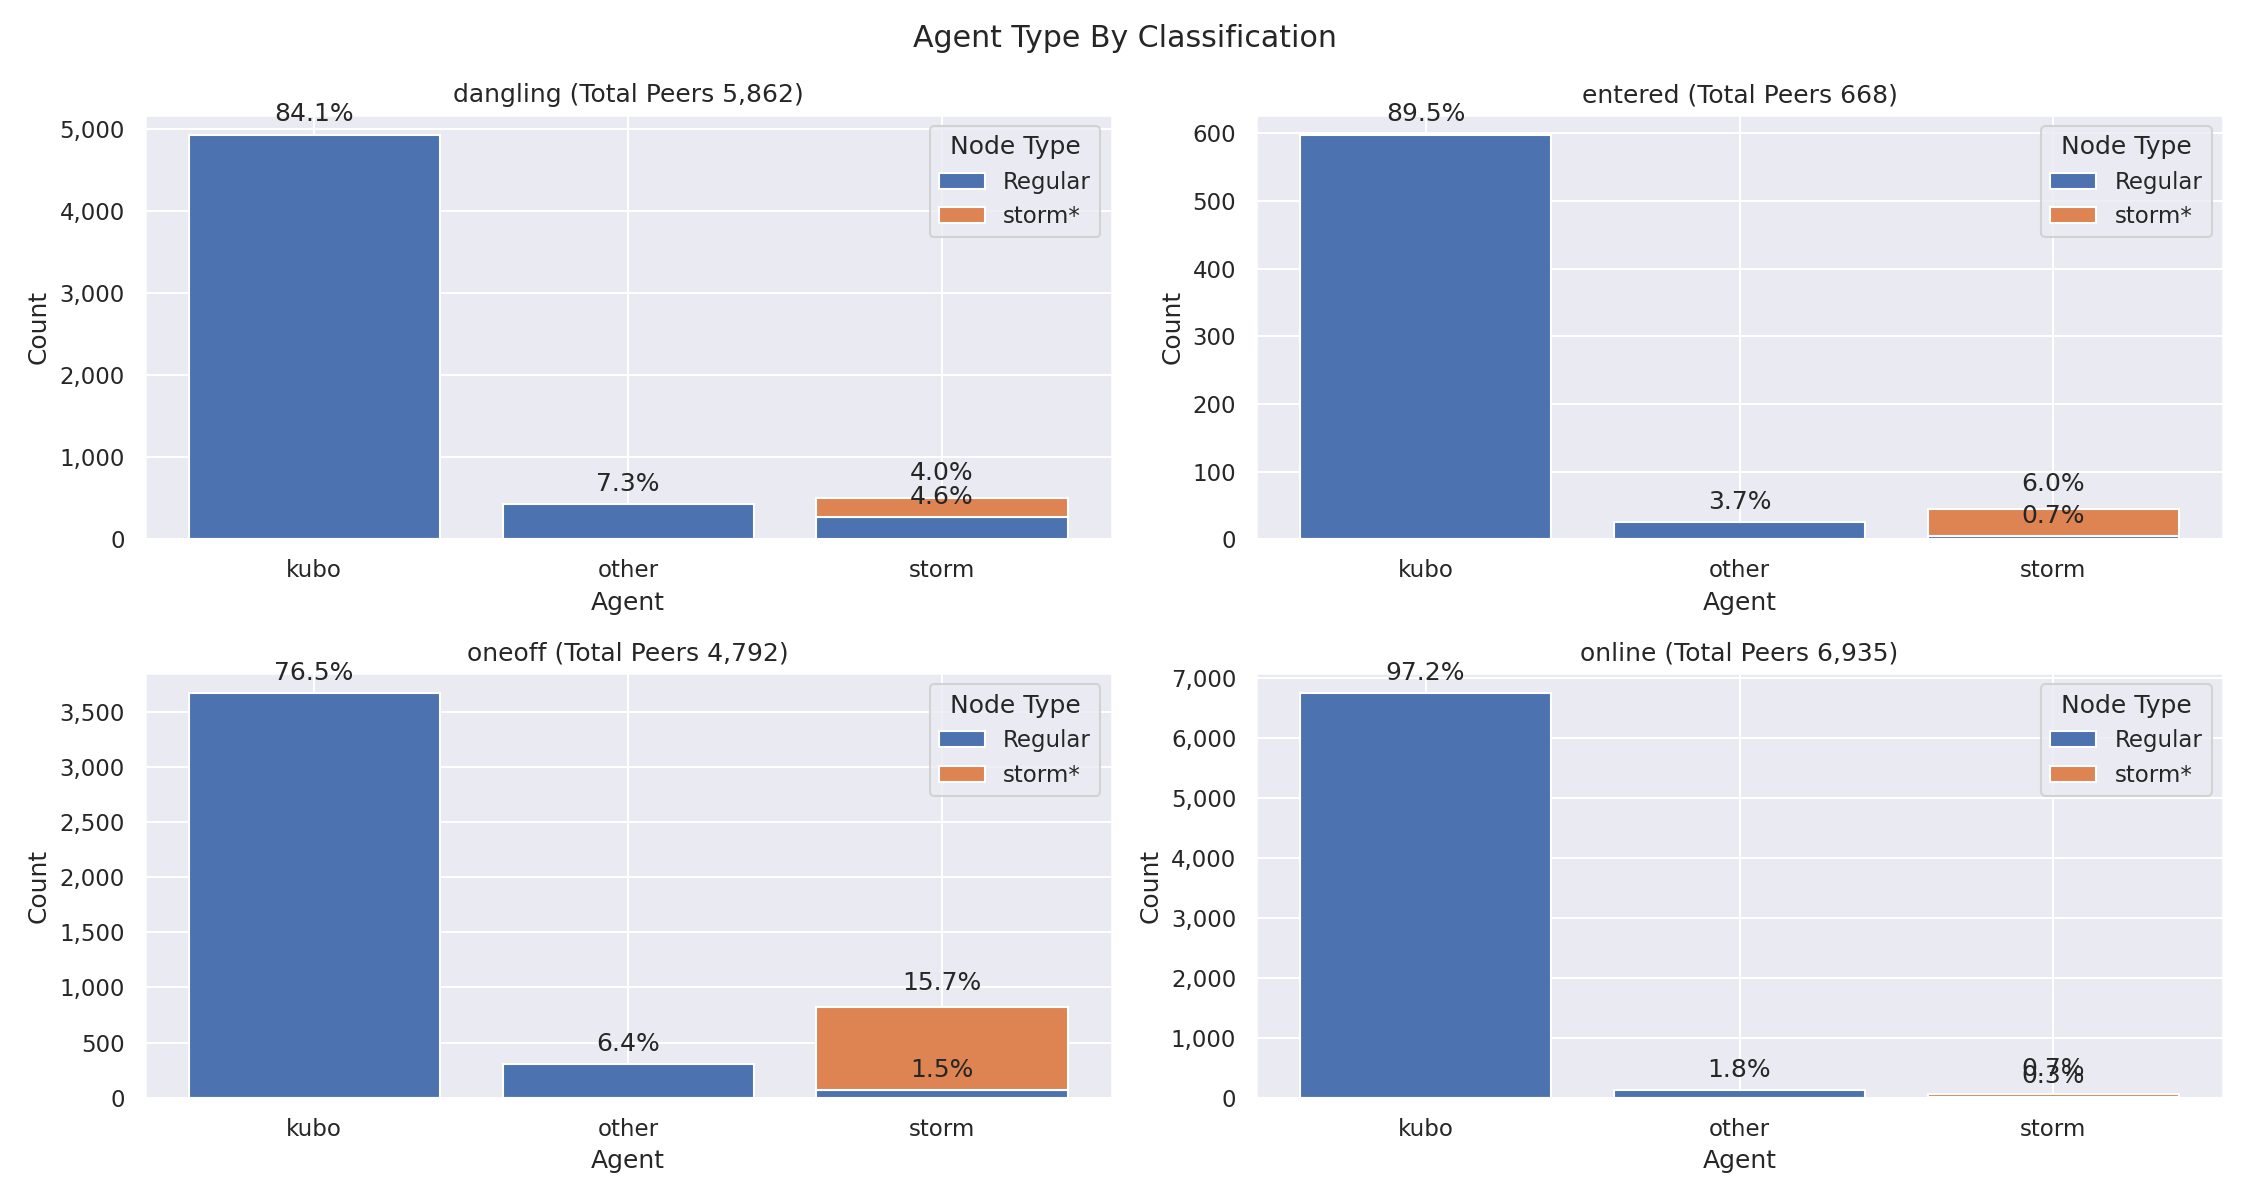 Agent Type By Classification
dangling (Total Peers 5,862)
84.1%
5,000
4,000
3,000
2,000
1,000
0
Count
7.3%
4.0%
4.6%
Node Type
Regular
storm*
kubo
other
storm
Agent
entered (Total Peers 668)
89.5%
600
500
400
300
200
100
0
Count
3.7%
6.0%
0.7%
Node Type
Regular
storm*
kubo
other
storm
Agent
oneoff (Total Peers 4,792)
76.5%
3,500
3,000
2,500
2,000
1,500
1,000
500
0
Count
6.4%
15.7%
1.5%
Node Type
Regular
storm*
kubo
other
storm
Agent
online (Total Peers 6,935)
97.2%
7,000
6,000
5,000
4,000
3,000
2,000
1,000
0
Count
1.8%
0.7%
0.3%
Node Type
Regular
storm*
kubo
other
storm
Agent